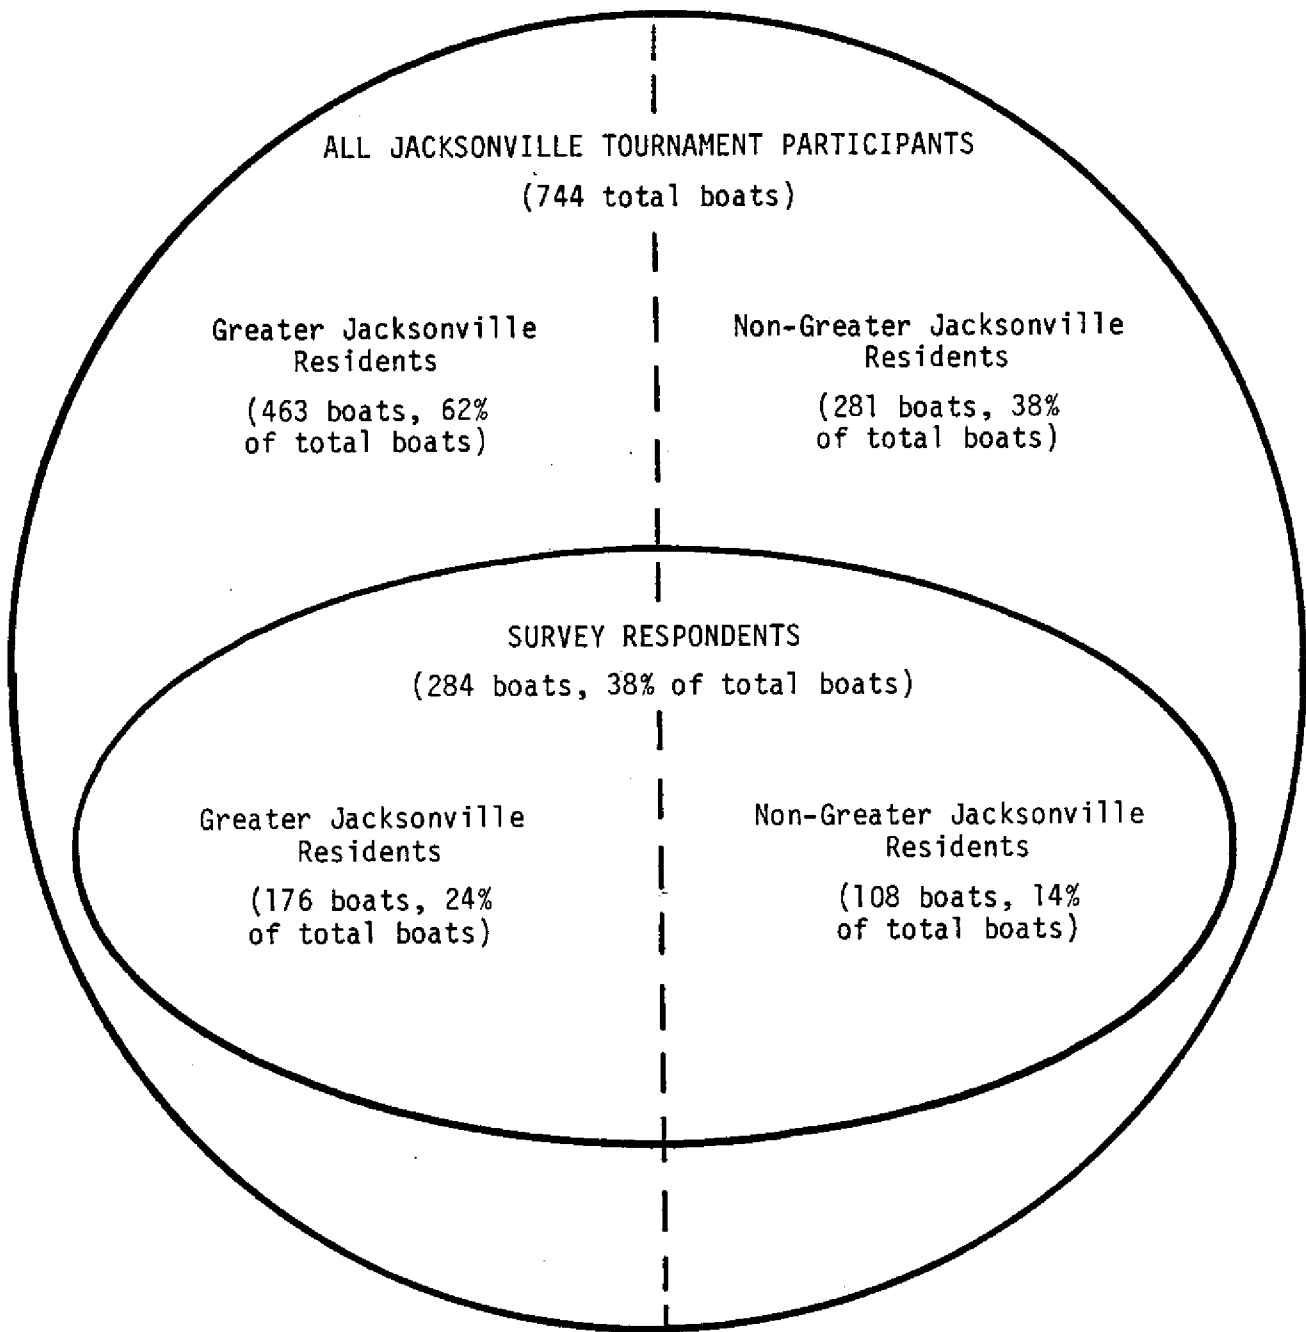 ALL JACKSONVILLE TOURNAMENT PARTICIPANTS
(744 total boats)
Greater Jacksonville
Residents
(463 boats, 62%
of total boats)
Non-Greater Jacksonville
Residents
(281 boats, 38%
of total boats)
SURVEY RESPONDENTS
(284 boats, 38% of total boats)
Greater Jacksonville
Residents
(176 boats, 24%
of total boats)
Non-Greater Jacksonville
Residents
(108 boats, 14%
of total boats)